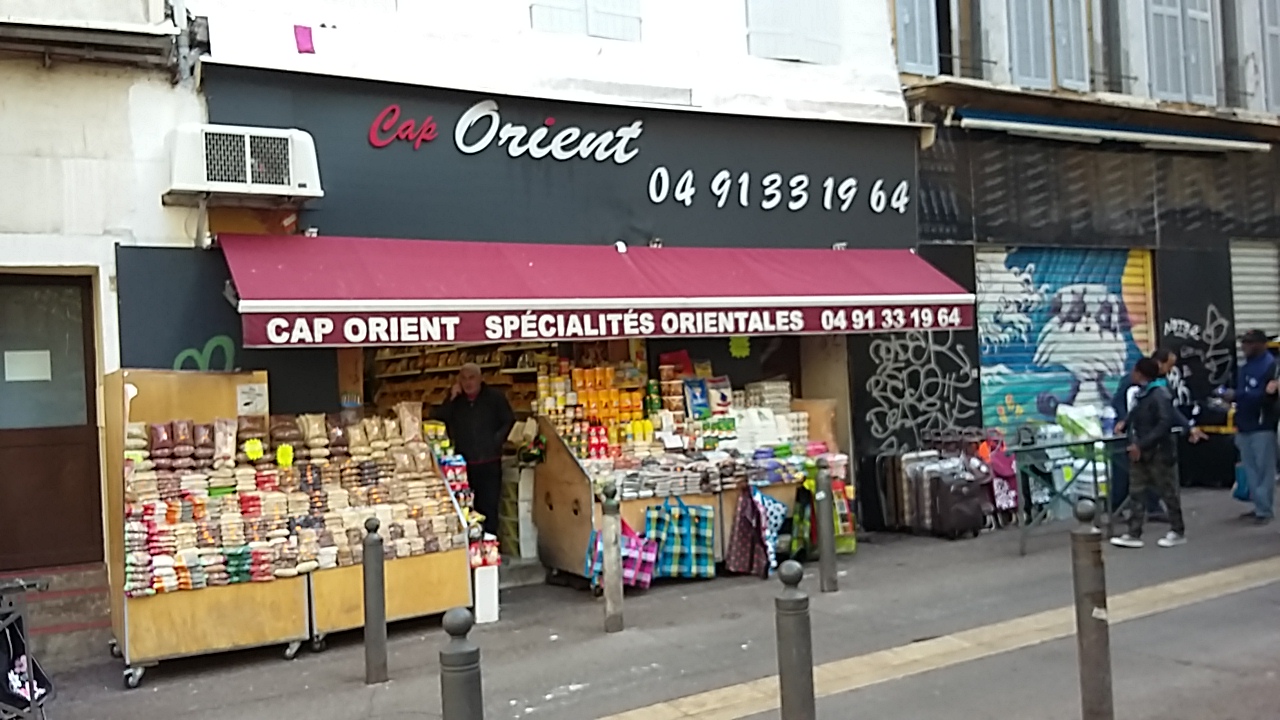 Cap Orient
04 91 33 19 64
CAP ORIENT SPÉCIALITÉS ORIENTALES 04 91 33 19 64